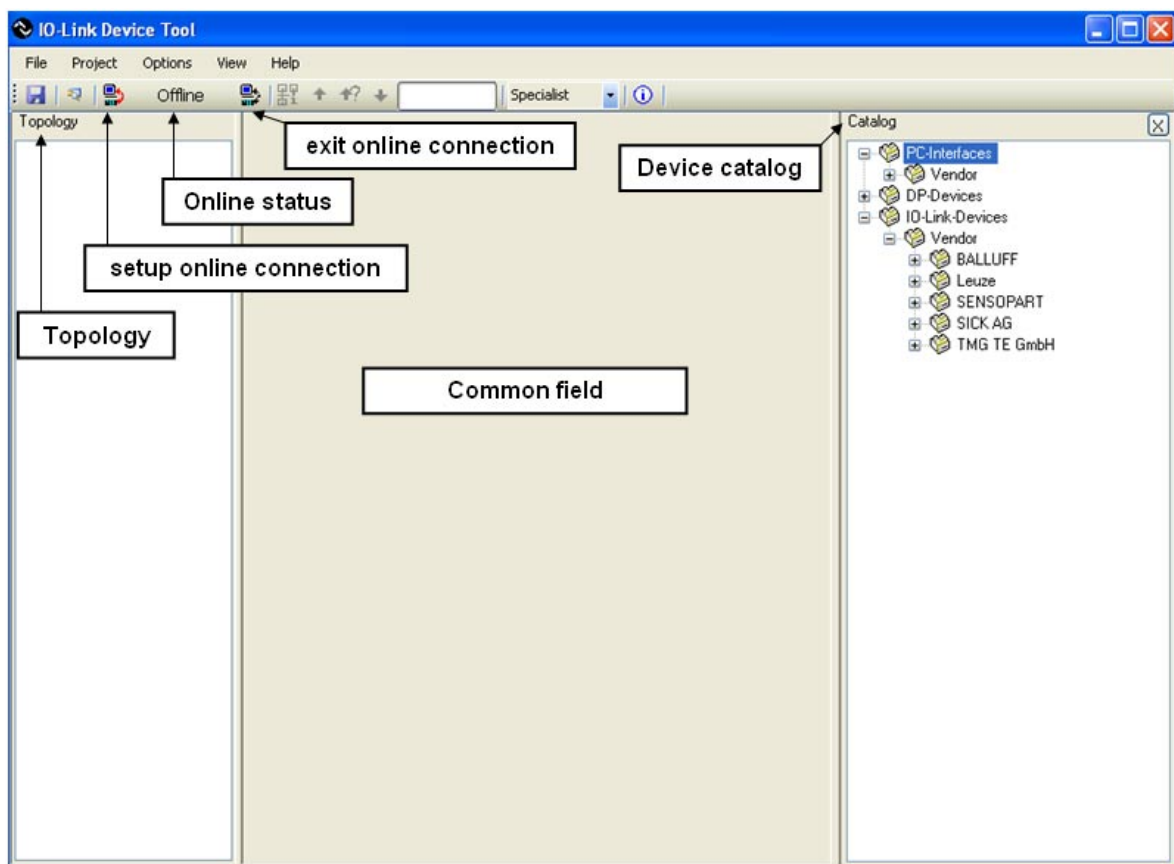 IO-Link Device Tool
File Project Options View Help
Offline
Specialist
Topology
Catalog
exit online connection
Device catalog
Online status
setup online connection
Topology
Common field
PC-Interfaces
Vendor
DP-Devices
IO-Link-Devices
Vendor
BALLUFF
Leuze
SENSOPART
SICK AG
TMG TE GmbH